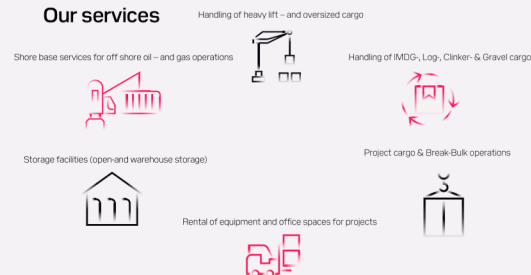 Our services
Handling of heavy lift – and oversized cargo
Shore base services for off shore oil – and gas operations
Handling of IMDG-, Log-, Clinker- & Gravel cargo
Storage facilities (open-and warehouse storage)
Project cargo & Break-Bulk operations
Rental of equipment and office spaces for projects